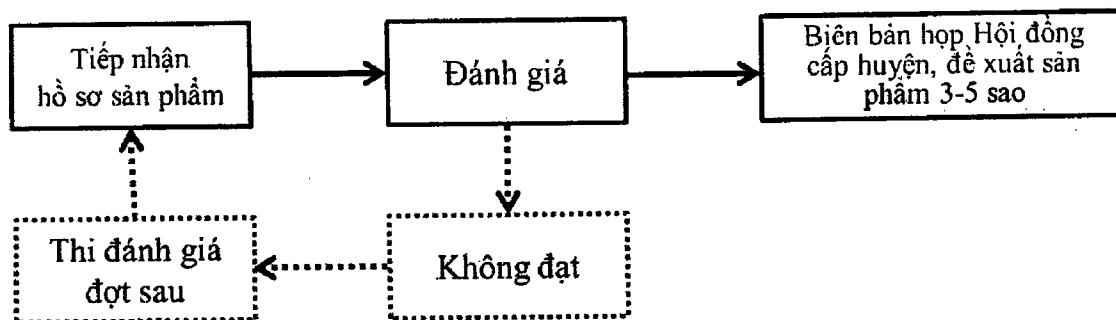 Tiếp nhận
hồ sơ sản phẩm
Đánh giá
Biên bản họp Hội đồng
cấp huyện, đề xuất sản
phẩm 3-5 sao
Thi đánh giá
đợt sau
Không đạt